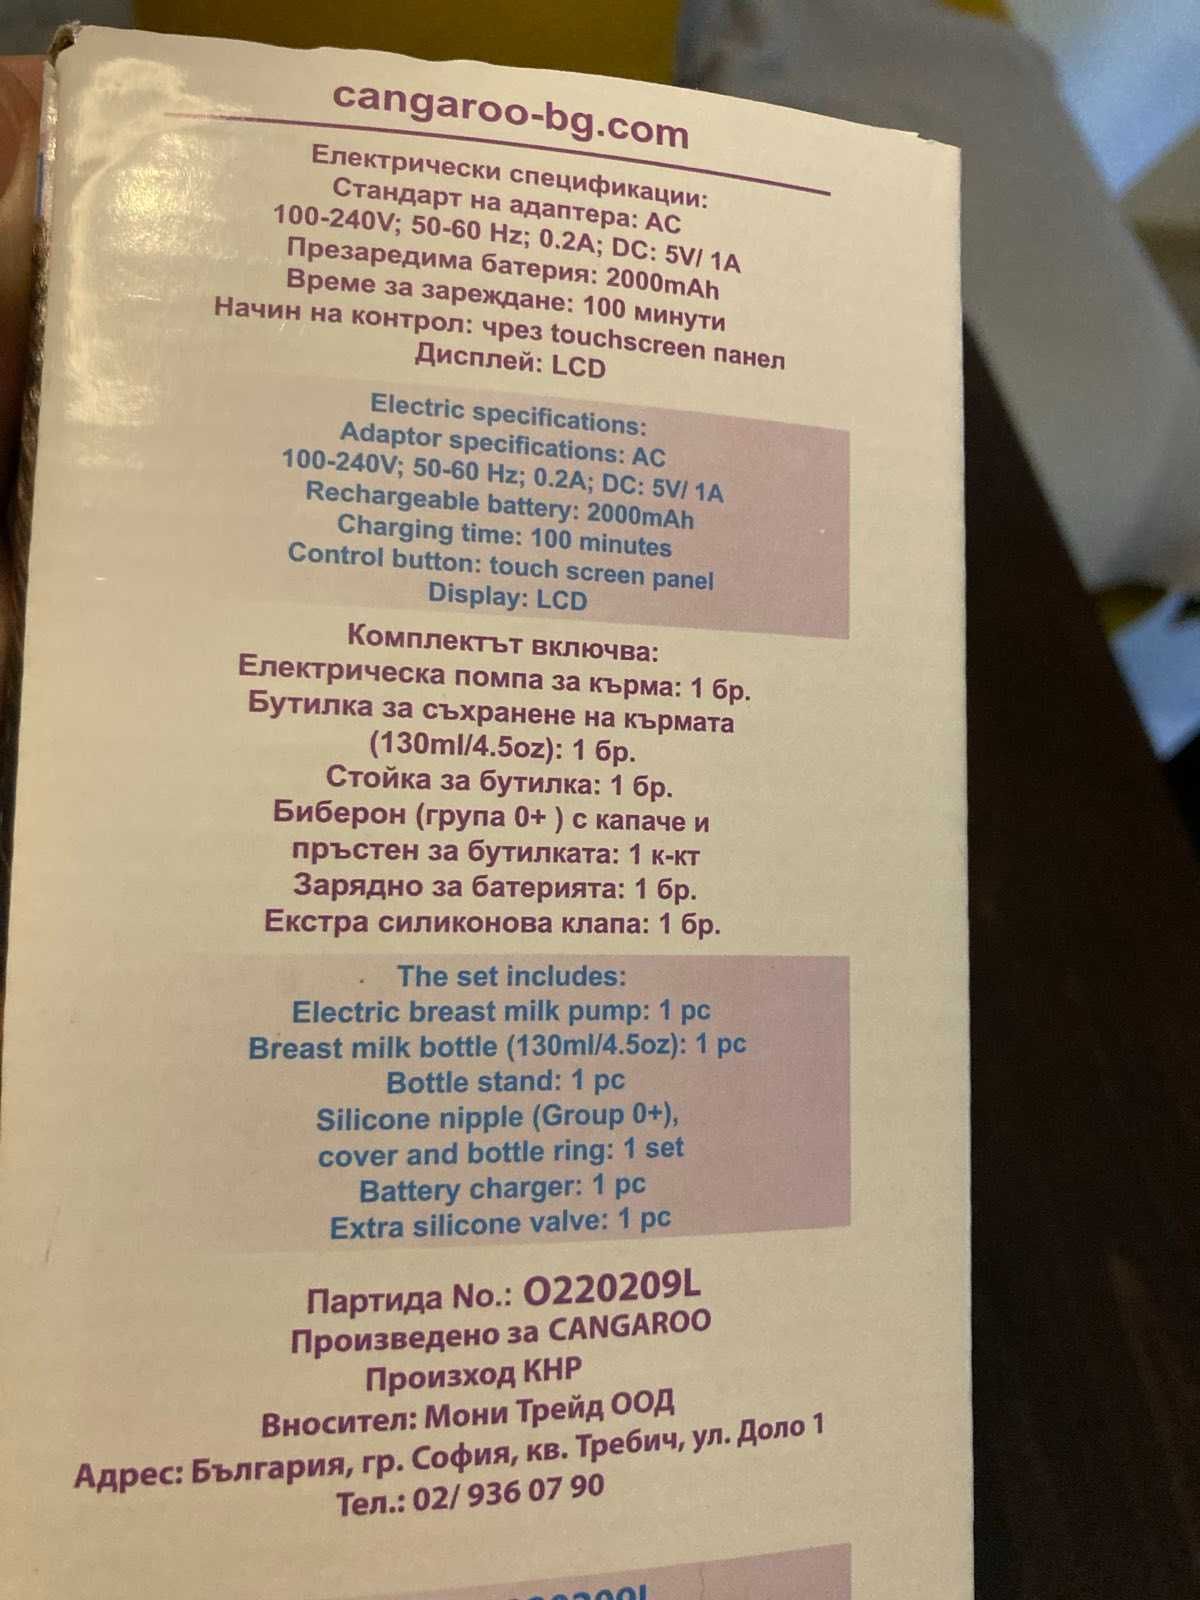 cangaroo-bg.com
Електрически спецификации:
Стандарт на адаптера: AC
100-240V; 50-60 Hz; 0.2A; DC: 5V/ 1A
Презаредима батерия: 2000mAh
Време за зареждане: 100 минути
Начин на контрол: чрез touchscreen панел
Дисплей: LCD
Electric specifications:
Adaptor specifications: AC
100-240V; 50-60 Hz; 0.2A; DC: 5V/ 1A
Rechargeable battery: 2000mAh
Charging time: 100 minutes
Control button: touch screen panel
Display: LCD
Комплектът включва:
Електрическа помпа за кърма: 1 бр.
Бутилка за съхранене на кърмата
(130ml/4.5oz): 1 бр.
Стойка за бутилка: 1 бр.
Биберон (група 0+ ) с капаче и
пръстен за бутилката: 1 к-кт
Зарядно за батерията: 1 бр.
Екстра силиконова клапа: 1 бр.
The set includes:
Electric breast milk pump: 1 pc
Breast milk bottle (130ml/4.5oz): 1 pc
Bottle stand: 1 pc
Silicone nipple (Group 0+),
cover and bottle ring: 1 set
Battery charger: 1 pc
Extra silicone valve: 1 pc
Партида No.: O220209L
Произведено за CANGAROO
Произход КНР
Вносител: Мони Трейд ООД
Адрес: България, гр. София, кв. Требич, ул. Доло 1
Тел.: 02/ 936 07 90